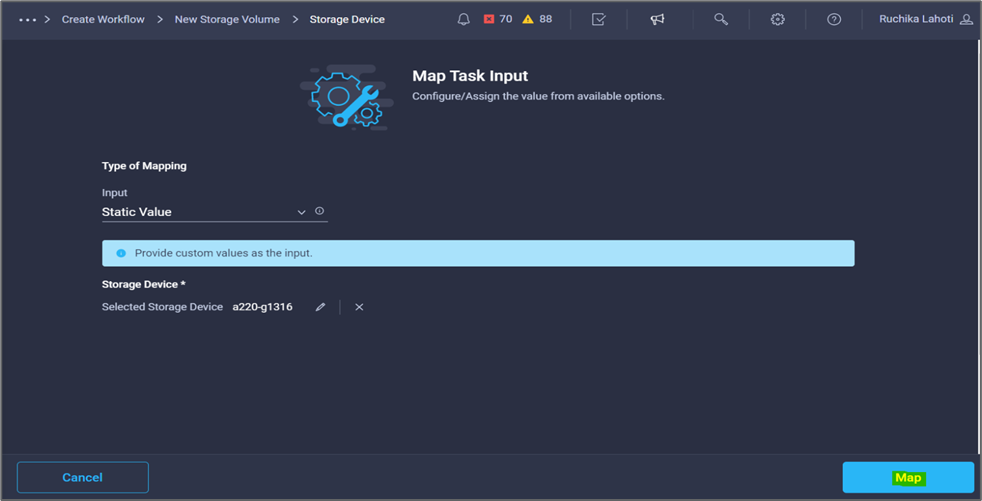 ... > Create Workflow > New Storage Volume > Storage Device 70 88 Ruchika Lahoti
Map Task Input
Configure/Assign the value from available options.
Type of Mapping
Input
Static Value
Provide custom values as the input.
Storage Device *
Selected Storage Device a220-g1316
Cancel Map